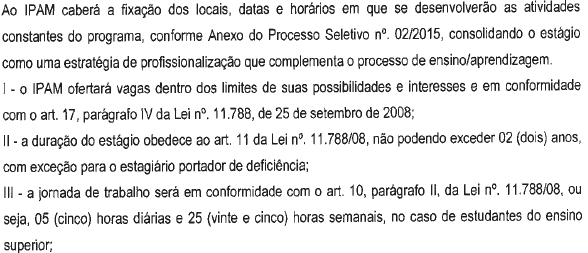 Ao IPAM caberá a fixação dos locais, datas e horários em que se desenvolverão as atividades
constantes do programa, conforme Anexo do Processo Seletivo nº. 02/2015, consolidando o estágio
como uma estratégia de profissionalização que complementa o processo de ensino/aprendizagem.
I - o IPAM ofertará vagas dentro dos limites de suas possibilidades e interesses e em conformidade
com o art. 17, parágrafo IV da Lei nº. 11.788, de 25 de setembro de 2008;
II - a duração do estágio obedece ao art. 11 da Lei nº. 11.788/08, não podendo exceder 02 (dois) anos,
com exceção para o estagiário portador de deficiência;
III - a jornada de trabalho será em conformidade com o art. 10, parágrafo II, da Lei nº. 11.788/08, ou
seja, 05 (cinco) horas diárias e 25 (vinte e cinco) horas semanais, no caso de estudantes do ensino
superior;